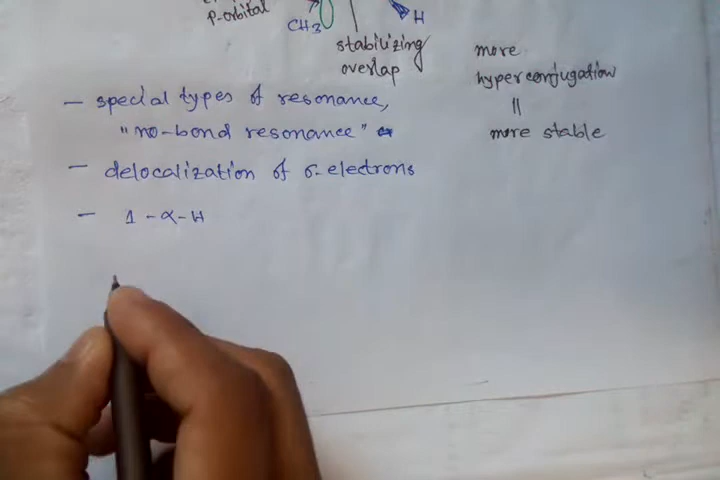 P-orbital
CH3
H
stabilizing
overlap
more
hyperconjugation
||
more stable
- special types of resonance,
"no-bond resonance"
- delocalization of σ-electrons
- 1-α-H